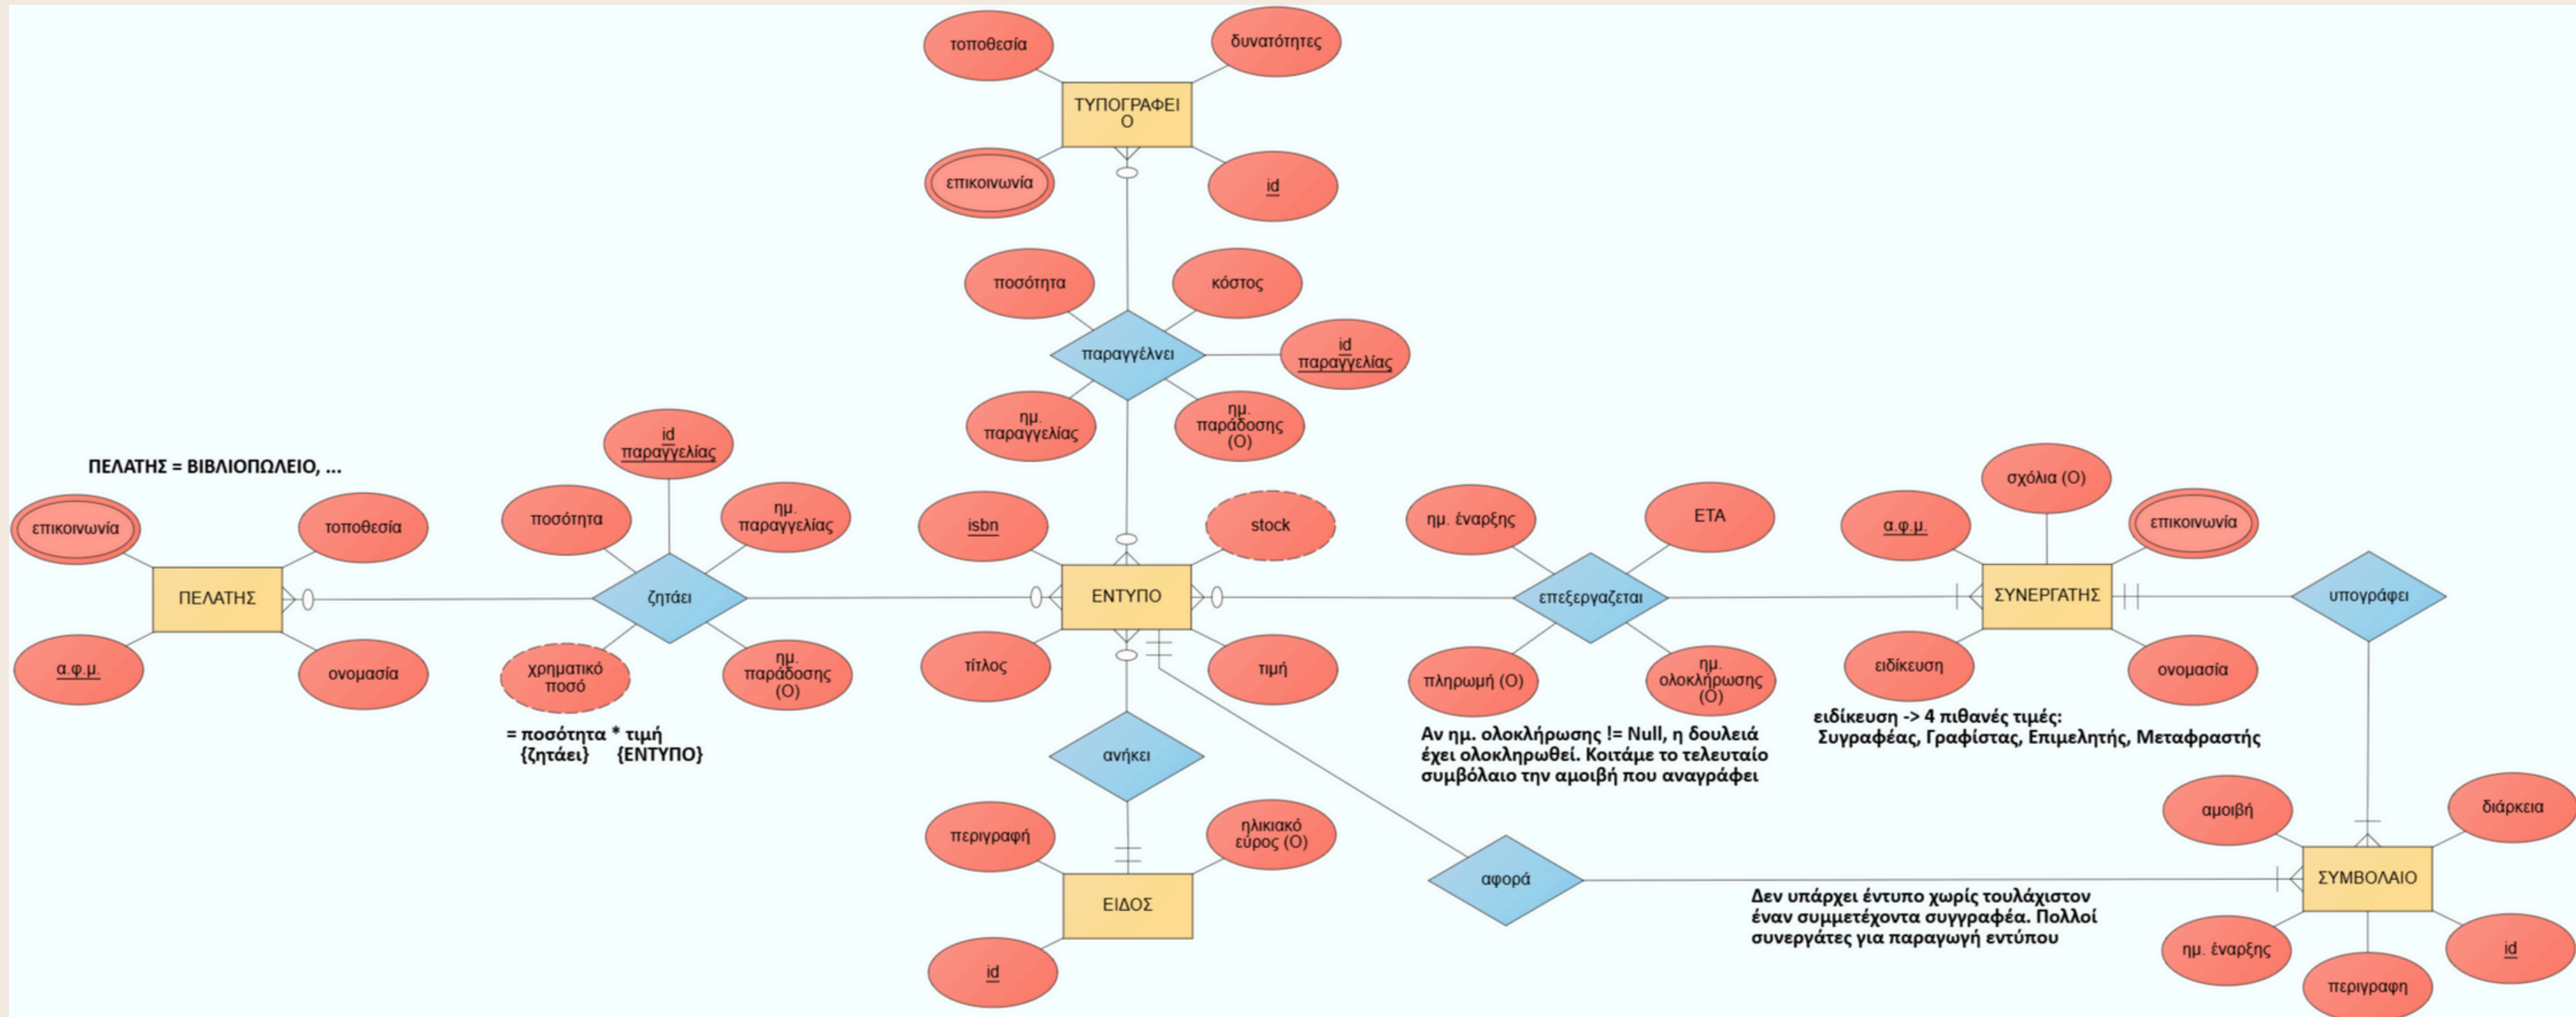 τοποθεσία
δυνατότητες
ΤΥΠΟΓΡΑΦΕΙ
Ο
επικοινωνία
id
ποσότητα
κόστος
παραγγέλνει
id
παραγγελίας
ημ.
παραγγελίας
ημ.
παράδοσης
(Ο)
ΠΕΛΑΤΗΣ = ΒΙΒΛΙΟΠΩΛΕΙΟ, ...
επικοινωνία
τοποθεσία
ΠΕΛΑΤΗΣ
α.φ.μ.
ονομασία
id
παραγγελίας
ποσότητα
ημ.
παραγγελίας
ζητάει
χρηματικό
ποσό
ημ.
παράδοσης
(Ο)
= ποσότητα * τιμή
{ζητάει} {ΕΝΤΥΠΟ}
isbn
stock
ΕΝΤΥΠΟ
τίτλος
τιμή
ανήκει
περιγραφή
ηλικιακό
εύρος (Ο)
ΕΙΔΟΣ
id
ημ. έναρξης
ETA
επεξεργαζεται
πληρωμή (Ο)
ημ.
ολοκλήρωσης
(Ο)
Αν ημ. ολοκλήρωσης != Null, η δουλειά
έχει ολοκληρωθεί. Κοιτάμε το τελευταίο
συμβόλαιο την αμοιβή που αναγράφει
σχόλια (Ο)
α.φ.μ.
επικοινωνία
ΣΥΝΕΡΓΑΤΗΣ
ειδίκευση
ονομασία
ειδίκευση -> 4 πιθανές τιμές:
Συγραφέας, Γραφίστας, Επιμελητής, Μεταφραστής
υπογράφει
αφορά
Δεν υπάρχει έντυπο χωρίς τουλάχιστον
έναν συμμετέχοντα συγγραφέα. Πολλοί
συνεργάτες για παραγωγή εντύπου
αμοιβή
διάρκεια
ΣΥΜΒΟΛΑΙΟ
ημ. έναρξης
id
περιγραφη